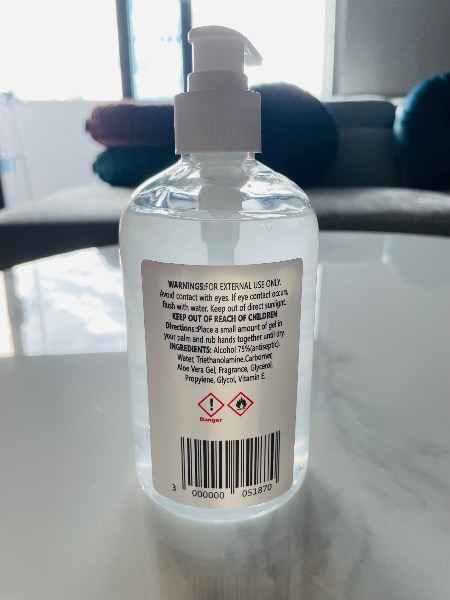 WARNINGS:FOR EXTERNAL USE ONLY.
Avoid contact with eyes. If eye contact occurs,
flush with water. Keep out of direct sunlight.
KEEP OUT OF REACH OF CHILDREN
Directions:Place a small amount of gel in
your palm and rub hands together until dry.
INGREDIENTS: Alcohol 75%(antiseptic).
Water, Triethanolamine,Carbomer,
Aloe Vera Gel, Fragrance, Glycerol,
Propylene, Glycol, Vitamin E.
Danger
3 000000 051870